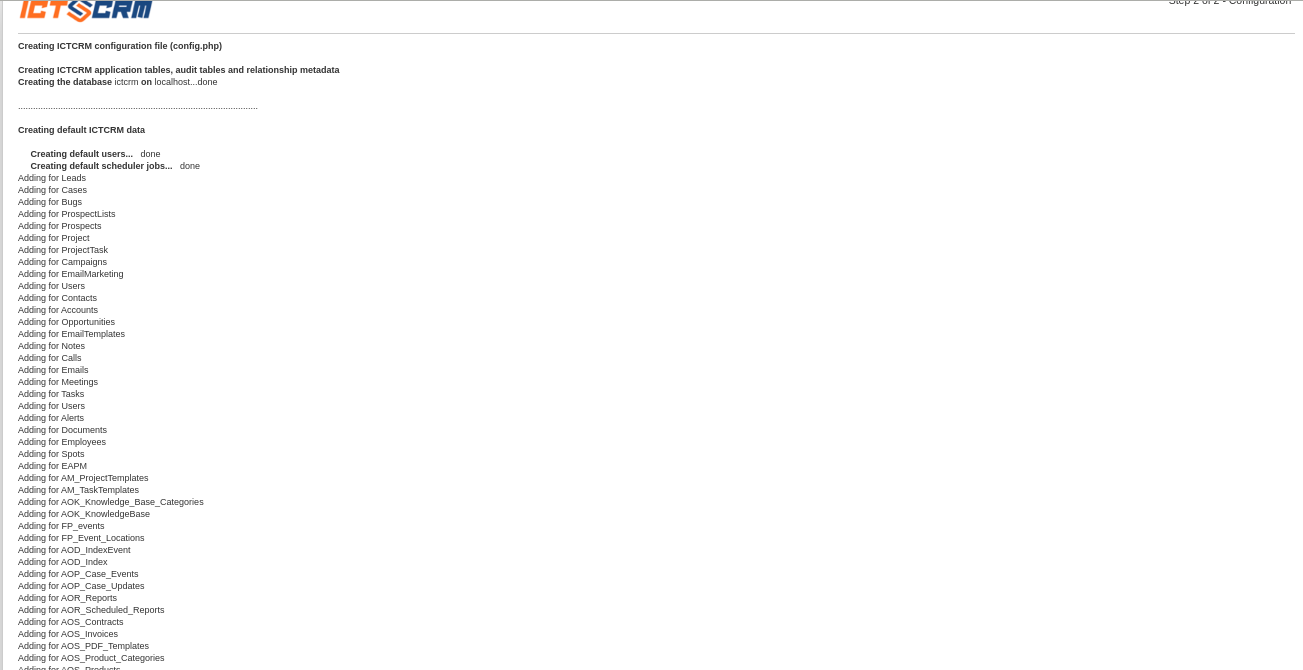 ICTSCRM
Step 2 of 2 - Configuration
Creating ICTCRM configuration file (config.php)
Creating ICTCRM application tables, audit tables and relationship metadata
Creating the database ictcrm on localhost...done
................................................................................................
Creating default ICTCRM data
Creating default users... done
Creating default scheduler jobs... done
Adding for Leads
Adding for Cases
Adding for Bugs
Adding for ProspectLists
Adding for Prospects
Adding for Project
Adding for ProjectTask
Adding for Campaigns
Adding for EmailMarketing
Adding for Users
Adding for Contacts
Adding for Accounts
Adding for Opportunities
Adding for EmailTemplates
Adding for Notes
Adding for Calls
Adding for Emails
Adding for Meetings
Adding for Tasks
Adding for Users
Adding for Alerts
Adding for Documents
Adding for Employees
Adding for Spots
Adding for EAPM
Adding for AM_ProjectTemplates
Adding for AM_TaskTemplates
Adding for AOK_Knowledge_Base_Categories
Adding for AOK_KnowledgeBase
Adding for FP_events
Adding for FP_Event_Locations
Adding for AOD_IndexEvent
Adding for AOD_Index
Adding for AOP_Case_Events
Adding for AOP_Case_Updates
Adding for AOR_Reports
Adding for AOR_Scheduled_Reports
Adding for AOS_Contracts
Adding for AOS_Invoices
Adding for AOS_PDF_Templates
Adding for AOS_Product_Categories
Adding for AOS_Products